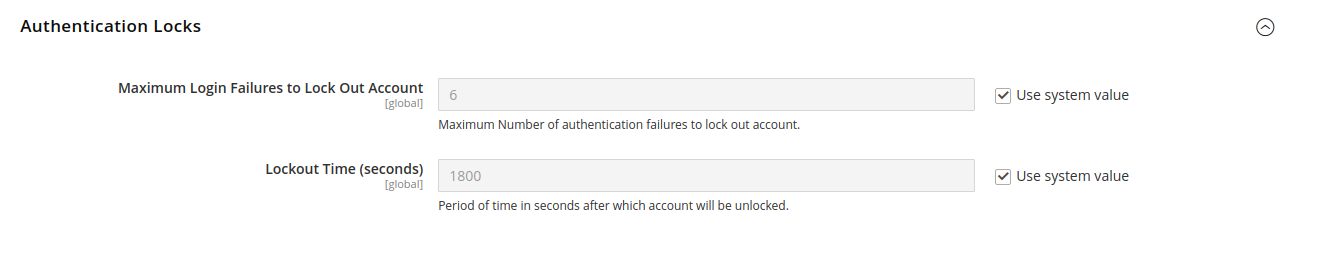 Authentication Locks
Maximum Login Failures to Lock Out Account
[global]
6
Use system value
Maximum Number of authentication failures to lock out account.
Lockout Time (seconds)
[global]
1800
Use system value
Period of time in seconds after which account will be unlocked.